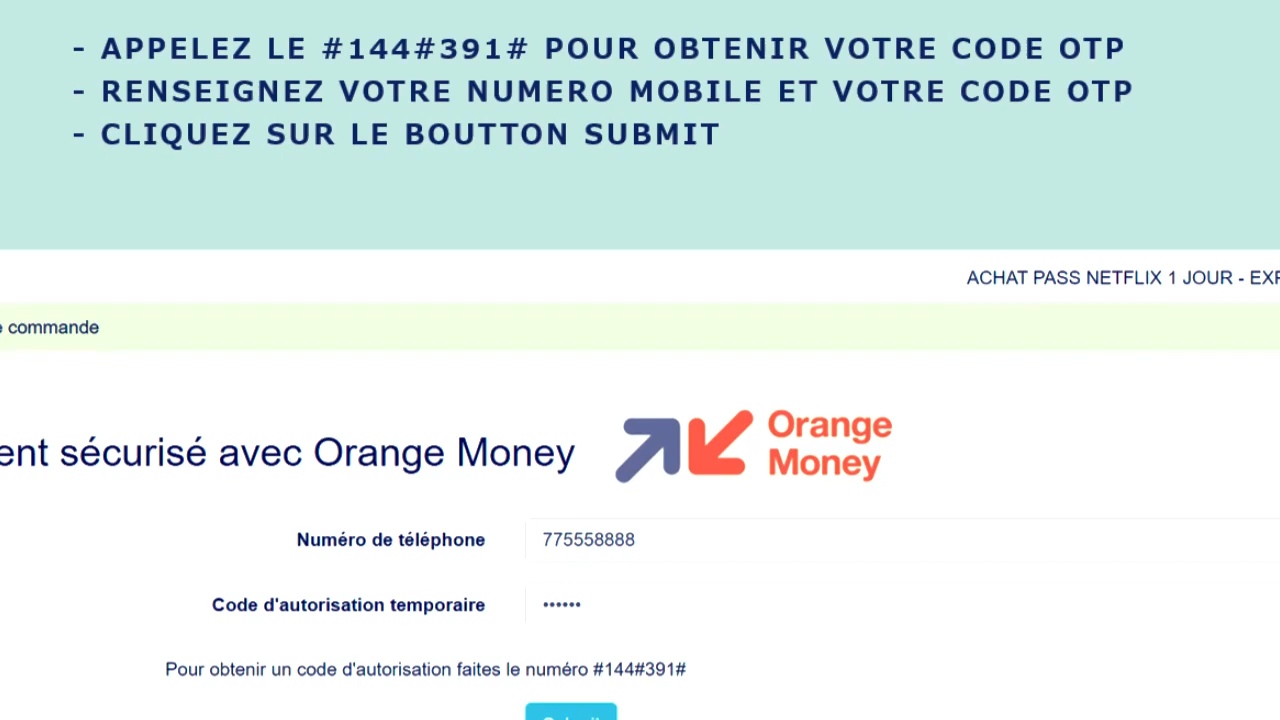 - APPELEZ LE #144#391# POUR OBTENIR VOTRE CODE OTP
- RENSEIGNEZ VOTRE NUMERO MOBILE ET VOTRE CODE OTP
- CLIQUEZ SUR LE BOUTTON SUBMIT
ACHAT PASS NETFLIX 1 JOUR -
commande
sécurisé avec Orange Money
Orange
Money
Numéro de téléphone
775558888
Code d'autorisation temporaire
••••••
Pour obtenir un code d'autorisation faites le numéro #144#391#